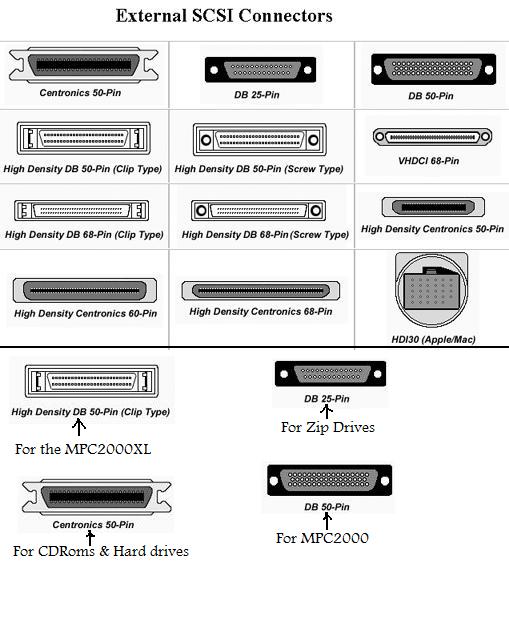 External SCSI Connectors
Centronics 50-Pin
DB 25-Pin
DB 50-Pin
High Density DB 50-Pin (Clip Type)
High Density DB 50-Pin (Screw Type)
VHDCI 68-Pin
High Density DB 68-Pin (Clip Type)
High Density DB 68-Pin (Screw Type)
High Density Centronics 50-Pin
High Density Centronics 60-Pin
High Density Centronics 68-Pin
HDI30 (Apple/Mac)
High Density DB 50-Pin (Clip Type)
For the MPC2000XL
DB 25-Pin
For Zip Drives
Centronics 50-Pin
For CDRoms & Hard drives
DB 50-Pin
For MPC2000